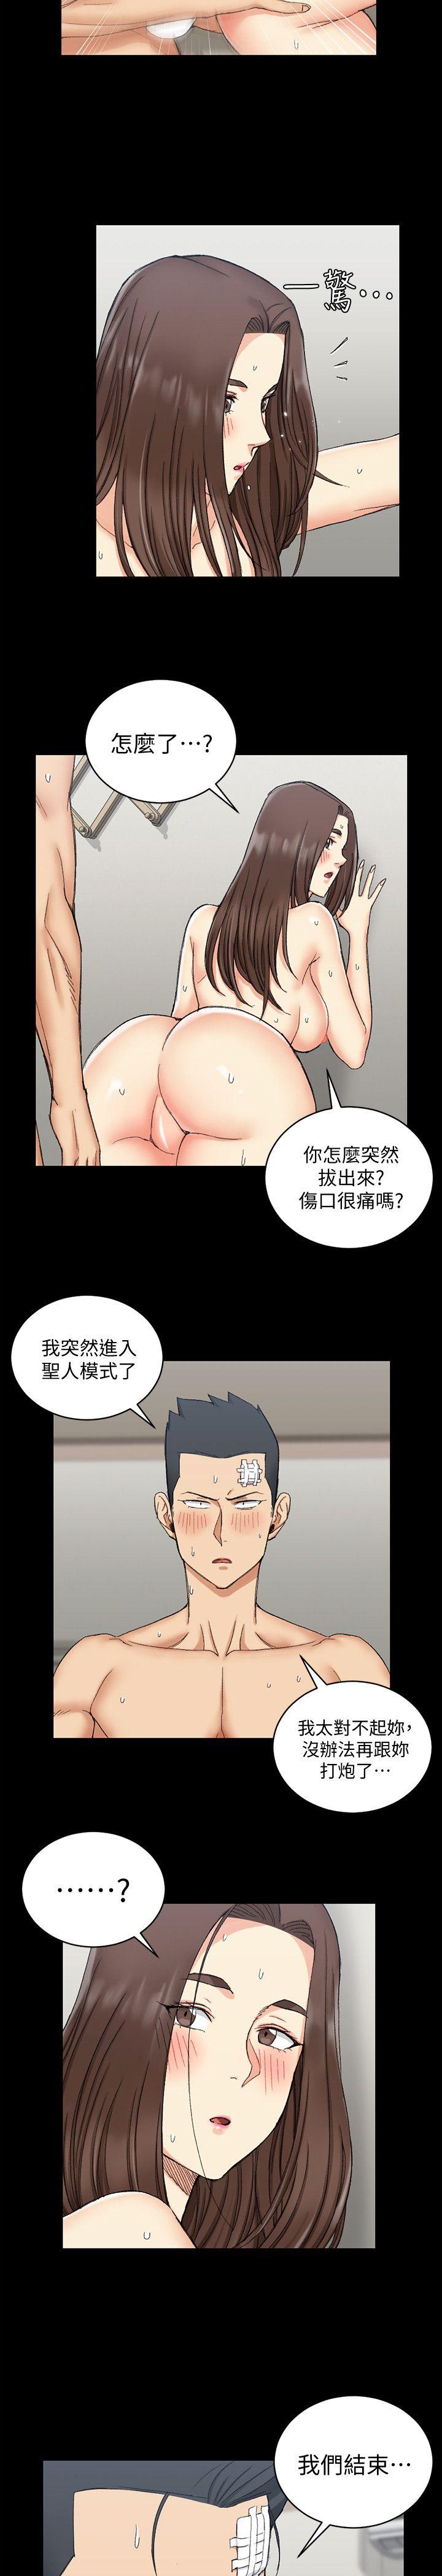 一驚…
怎麼了…?
你怎麼突然
拔出來?
傷口很痛嗎?
我突然進入
聖人模式了
我太對不起妳，
沒辦法再跟妳
打炮了…
……?
我們結束…